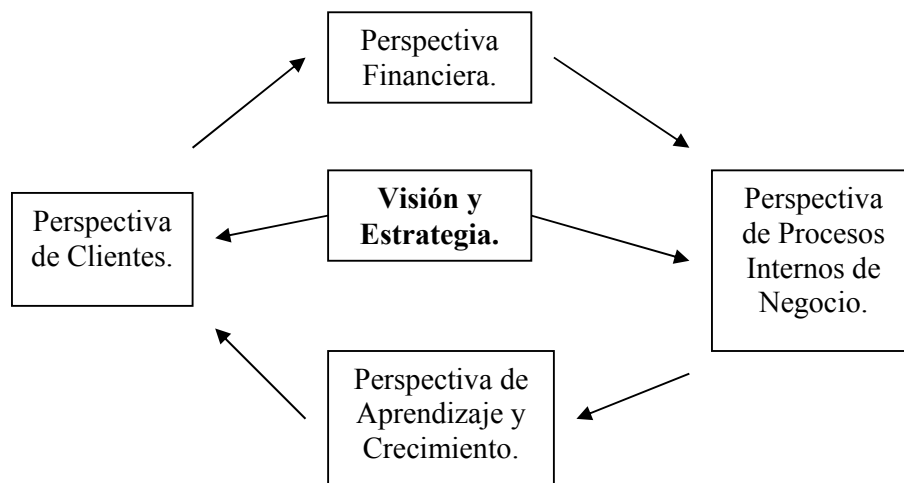 Perspectiva
Financiera.
Visión y
Estrategia.
Perspectiva
de Clientes.
Perspectiva
de Procesos
Internos de
Negocio.
Perspectiva de
Aprendizaje y
Crecimiento.